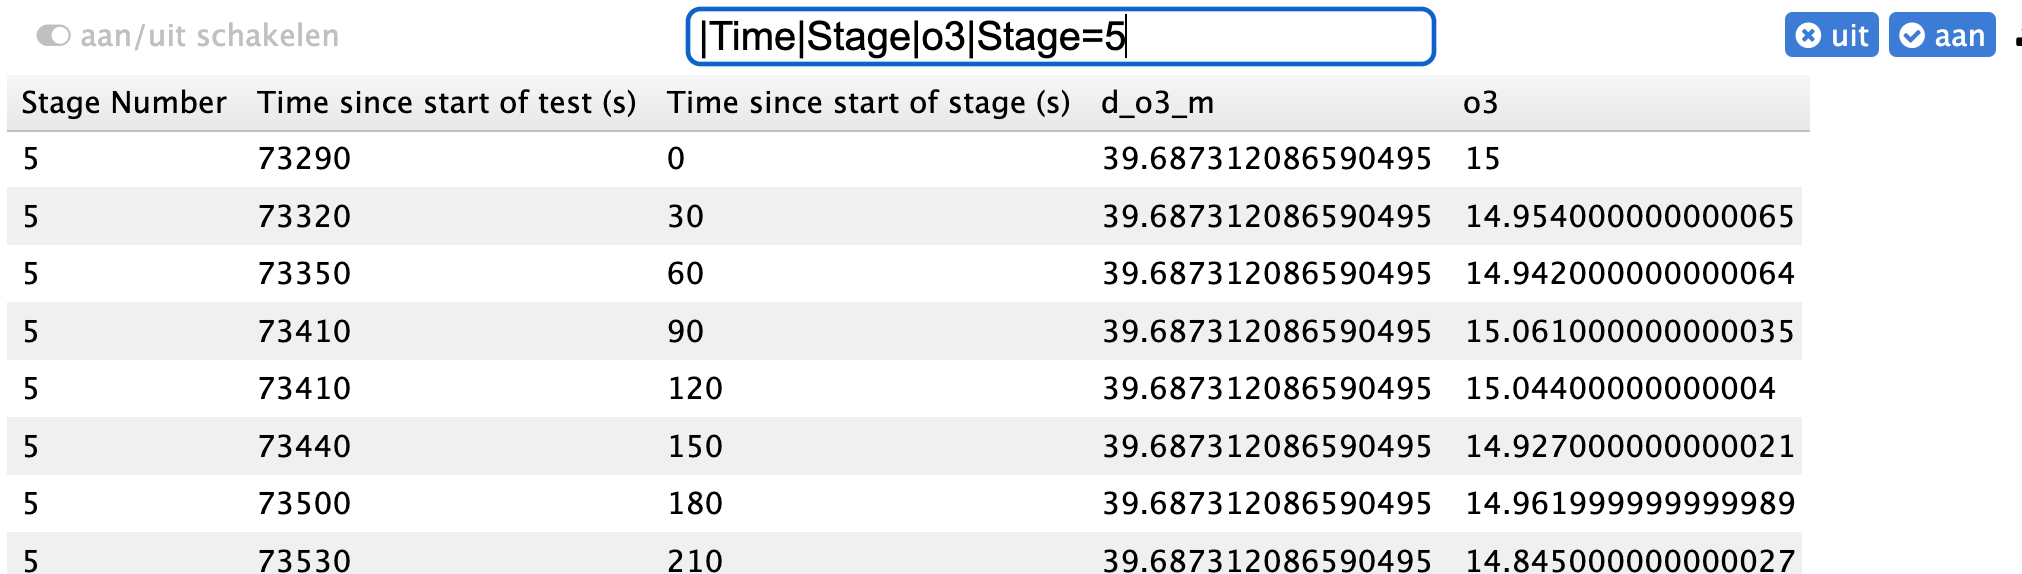 aan/uit schakelen |Time|Stage|o3|Stage=5 uit aan
Stage Number Time since start of test (s) Time since start of stage (s) d_o3_m o3
5 73290 0 39.687312086590495 15
5 73320 30 39.687312086590495 14.954000000000065
5 73350 60 39.687312086590495 14.942000000000064
5 73410 90 39.687312086590495 15.061000000000035
5 73410 120 39.687312086590495 15.04400000000004
5 73440 150 39.687312086590495 14.927000000000021
5 73500 180 39.687312086590495 14.961999999999989
5 73530 210 39.687312086590495 14.845000000000027